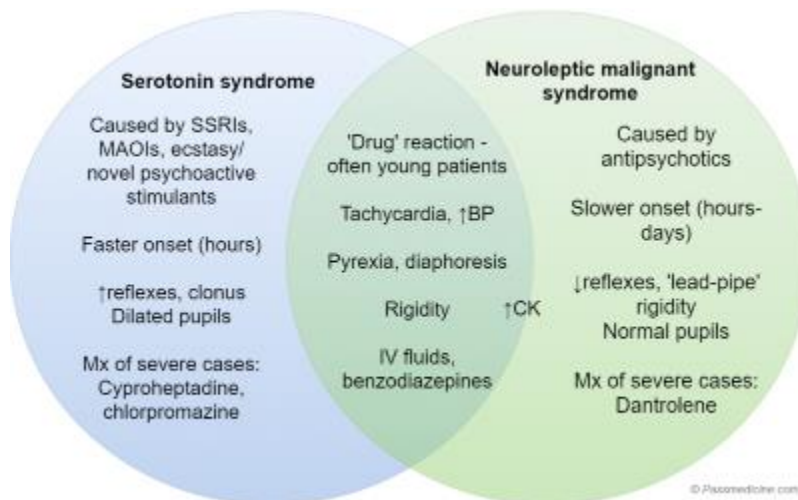 Serotonin syndrome
Caused by SSRIs,
MAOIs, ecstasy/
novel psychoactive
stimulants
Faster onset (hours)
↑reflexes, clonus
Dilated pupils
Mx of severe cases:
Cyproheptadine,
chlorpromazine
'Drug' reaction -
often young patients
Tachycardia, ↑BP
Pyrexia, diaphoresis
Rigidity
↑CK
IV fluids,
benzodiazepines
Neuroleptic malignant
syndrome
Caused by
antipsychotics
Slower onset (hours-
days)
↓reflexes, 'lead-pipe'
rigidity
Normal pupils
Mx of severe cases:
Dantrolene
© Passmedicine.com